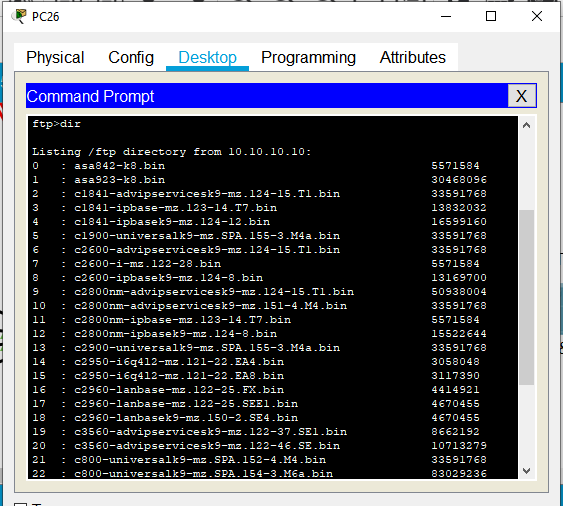 PC26
Physical Config Desktop Programming Attributes
Command Prompt X
ftp>dir
Listing /ftp directory from 10.10.10.10:
0 : asa842-k8.bin 5571584
1 : asa923-k8.bin 30468096
2 : c1841-advipservicesk9-mz.124-15.T1.bin 33591768
3 : c1841-ipbase-mz.123-14.T7.bin 13832032
4 : c1841-ipbasek9-mz.124-12.bin 16599160
5 : c1900-universalk9-mz.SPA.155-3.M4a.bin 33591768
6 : c2600-advipservicesk9-mz.124-15.T1.bin 33591768
7 : c2600-i-mz.122-28.bin 5571584
8 : c2600-ipbasek9-mz.124-8.bin 13169700
9 : c2800nm-advipservicesk9-mz.124-15.T1.bin 50938004
10 : c2800nm-advipservicesk9-mz.151-4.M4.bin 33591768
11 : c2800nm-ipbase-mz.123-14.T7.bin 5571584
12 : c2800nm-ipbasek9-mz.124-8.bin 15522644
13 : c2900-universalk9-mz.SPA.155-3.M4a.bin 33591768
14 : c2950-i6q4l2-mz.121-22.EA4.bin 3058048
15 : c2950-i6q4l2-mz.121-22.EA8.bin 3117390
16 : c2960-lanbase-mz.122-25.FX.bin 4414921
17 : c2960-lanbase-mz.122-25.SEE1.bin 4670455
18 : c2960-lanbasek9-mz.150-2.SE4.bin 4670455
19 : c3560-advipservicesk9-mz.122-37.SE1.bin 8662192
20 : c3560-advipservicesk9-mz.122-46.SE.bin 10713279
21 : c800-universalk9-mz.SPA.152-4.M4.bin 33591768
22 : c800-universalk9-mz.SPA.154-3.M6a.bin 83029236